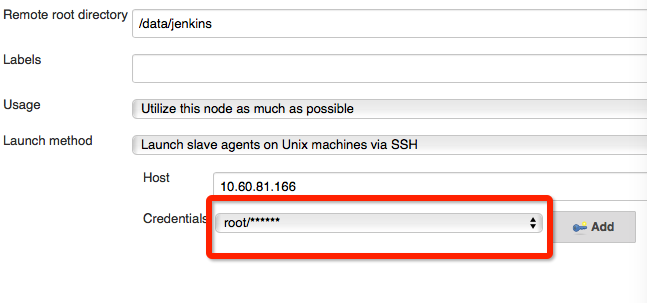 Remote root directory
/data/jenkins
Labels
Usage
Utilize this node as much as possible
Launch method
Launch slave agents on Unix machines via SSH
Host
10.60.81.166
Credentials
root/******
Add